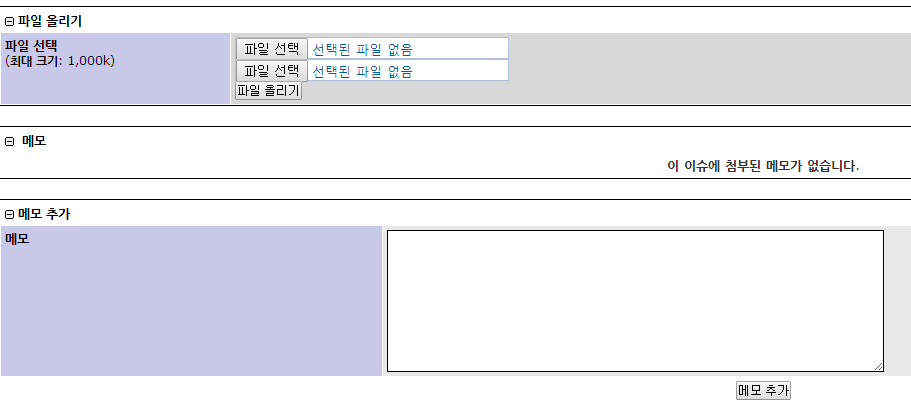 파일 올리기
파일 선택
(최대 크기: 1,000k)
파일 선택 선택된 파일 없음
파일 선택 선택된 파일 없음
파일 올리기
메모
이 이슈에 첨부된 메모가 없습니다.
메모 추가
메모
메모 추가